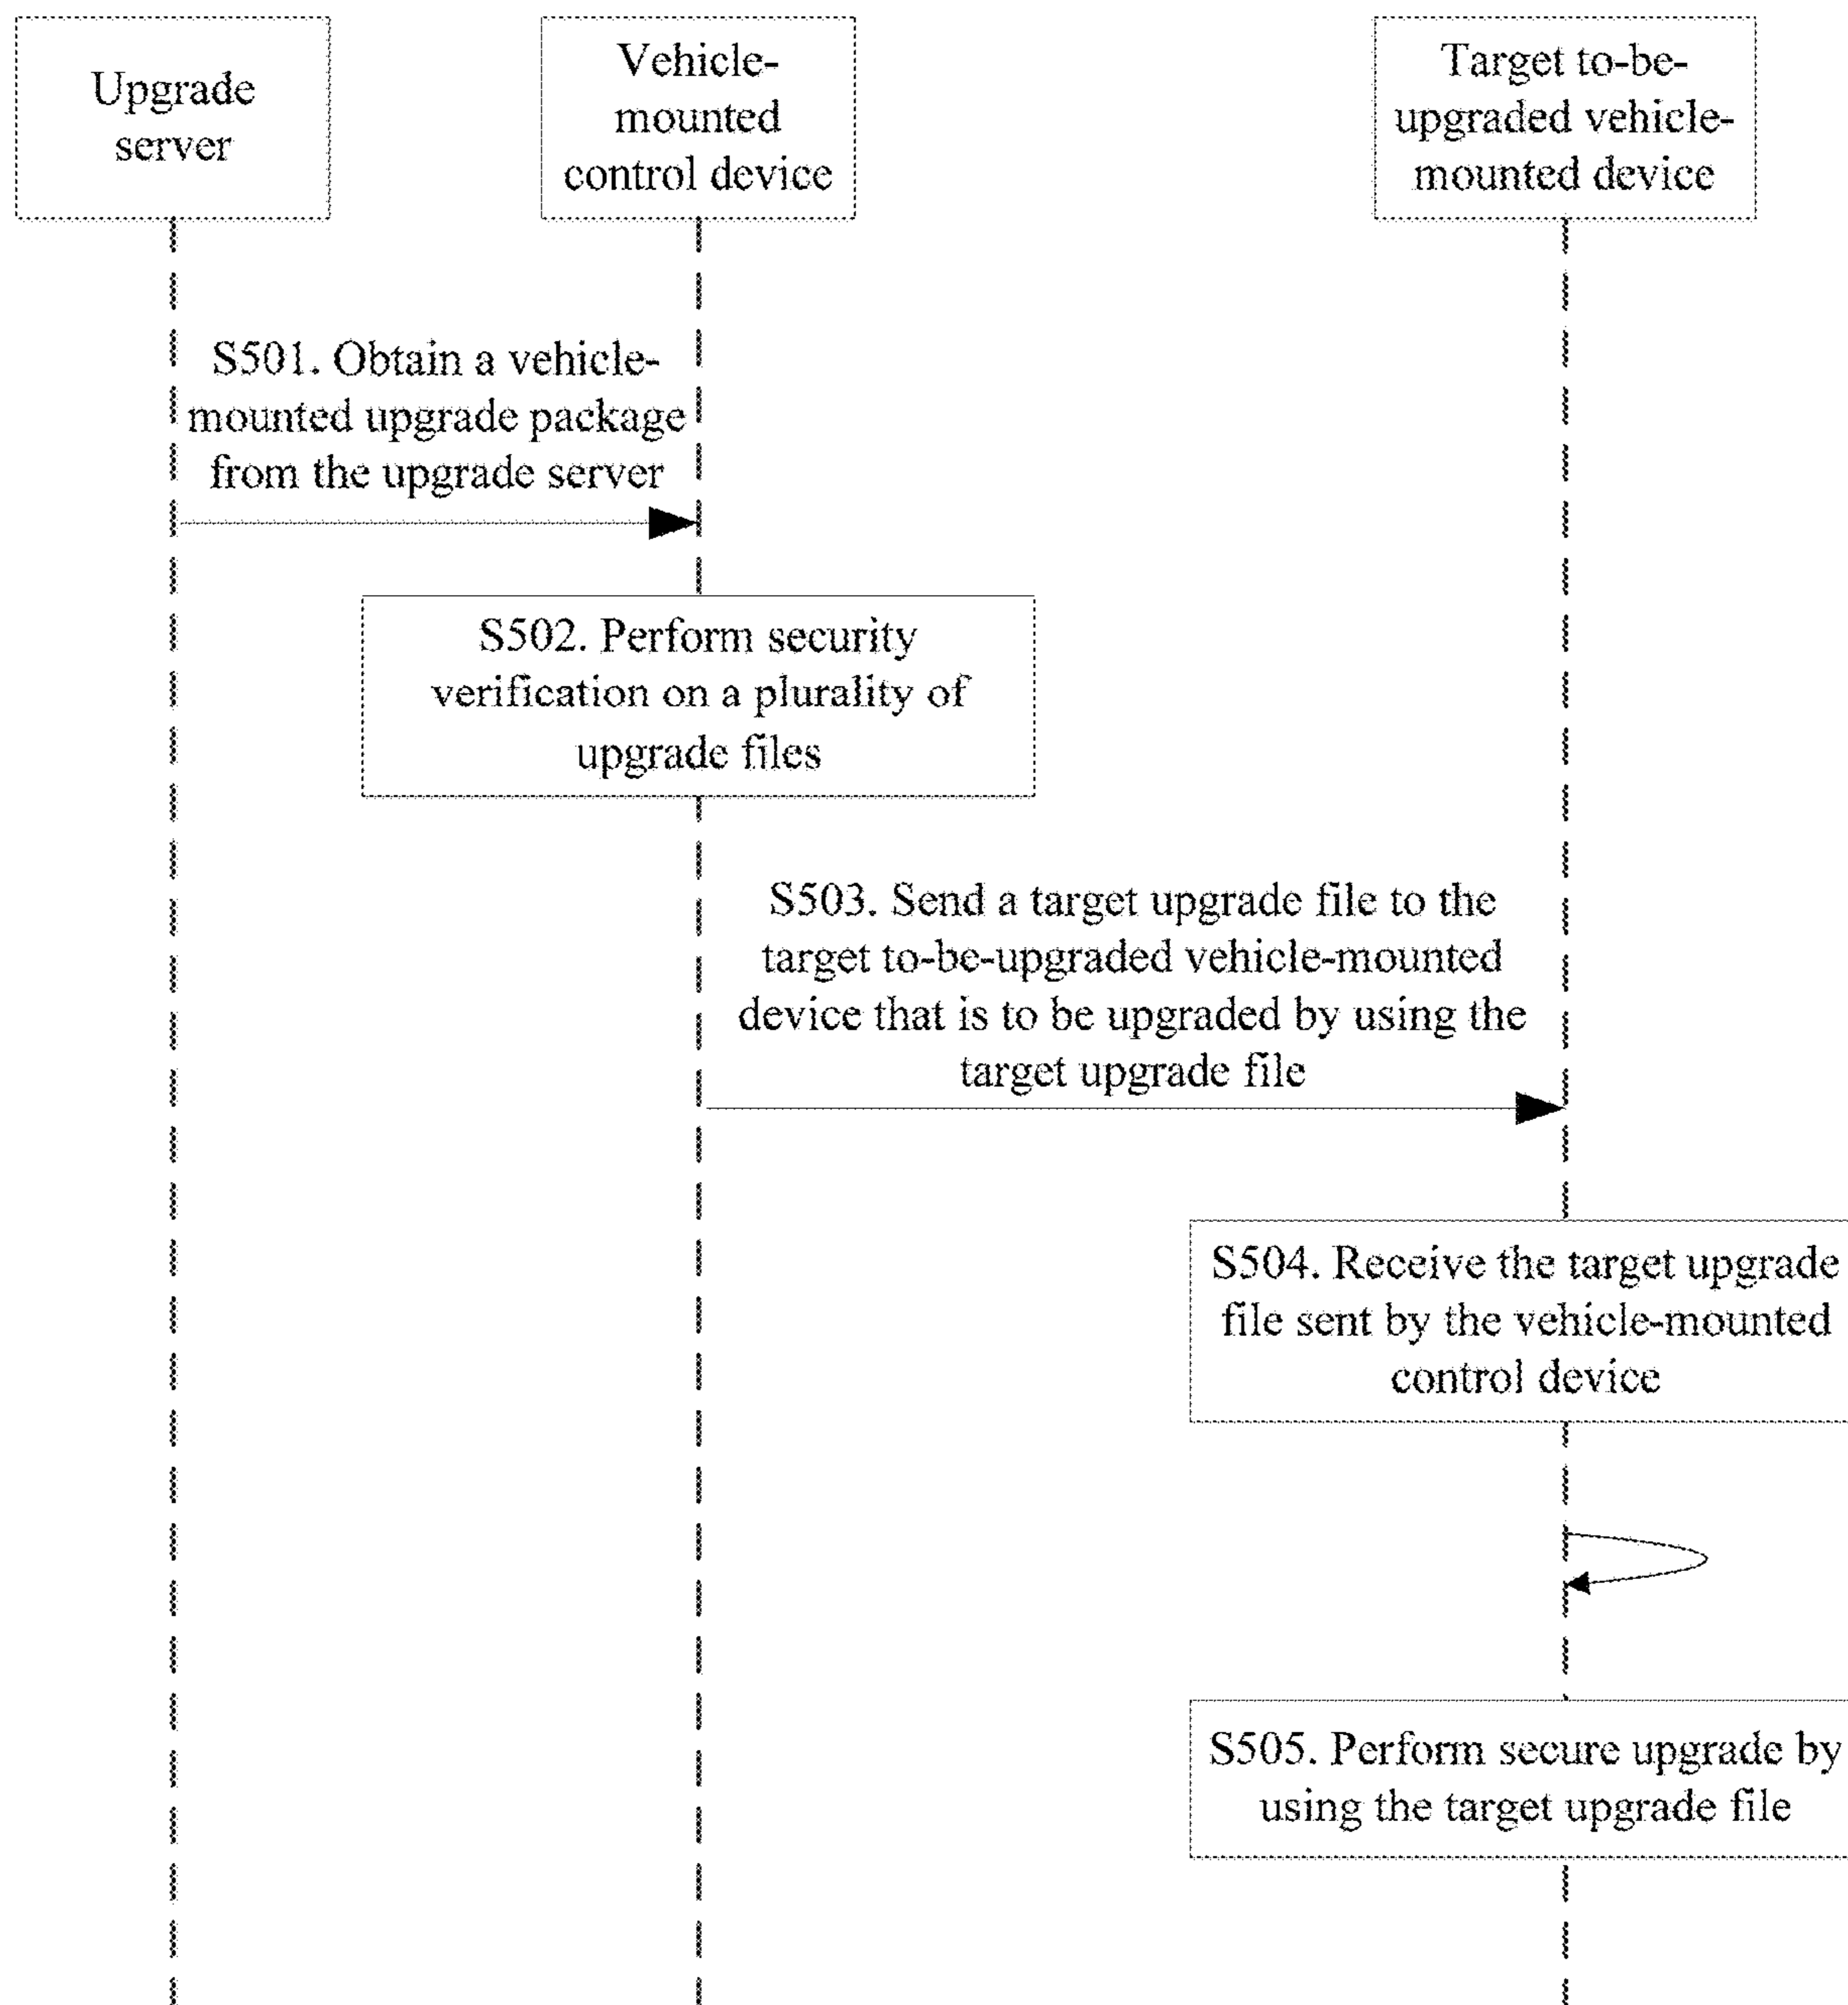 Upgrade
server
Vehicle-
mounted
control device
Target to-be-
upgraded vehicle-
mounted device
S501. Obtain a vehicle-
mounted upgrade package
from the upgrade server
S502. Perform security
verification on a plurality of
upgrade files
S503. Send a target upgrade file to the
target to-be-upgraded vehicle-mounted
device that is to be upgraded by using the
target upgrade file
S504. Receive the target upgrade
file sent by the vehicle-mounted
control device
S505. Perform secure upgrade by
using the target upgrade file